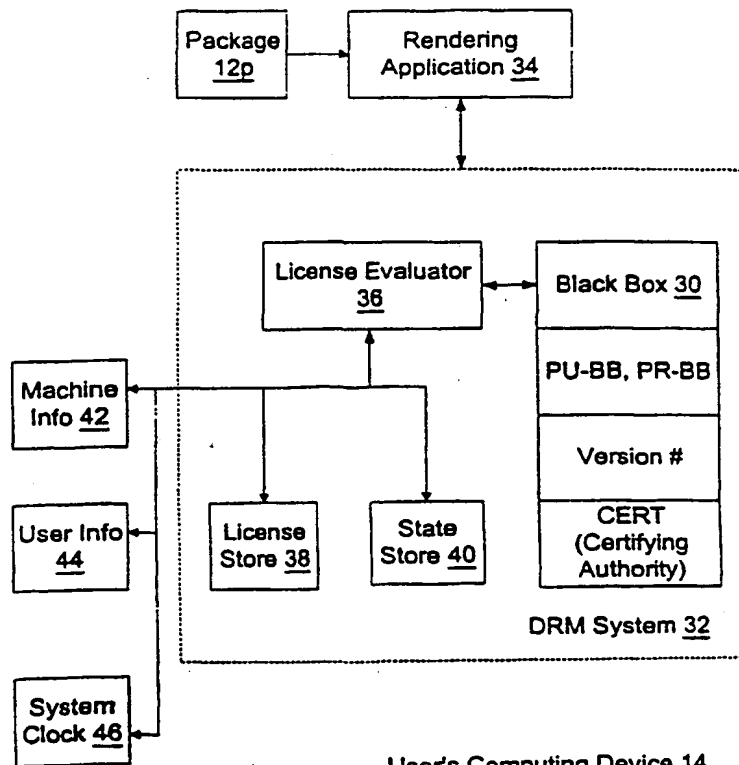 Package
12p
Rendering
Application 34
License Evaluator
36
Black Box 30
PU-BB, PR-BB
Version #
CERT
(Certifying
Authority)
Machine
Info 42
User Info
44
License
Store 38
State
Store 40
DRM System 32
System
Clock 46
User's Computing Device 14